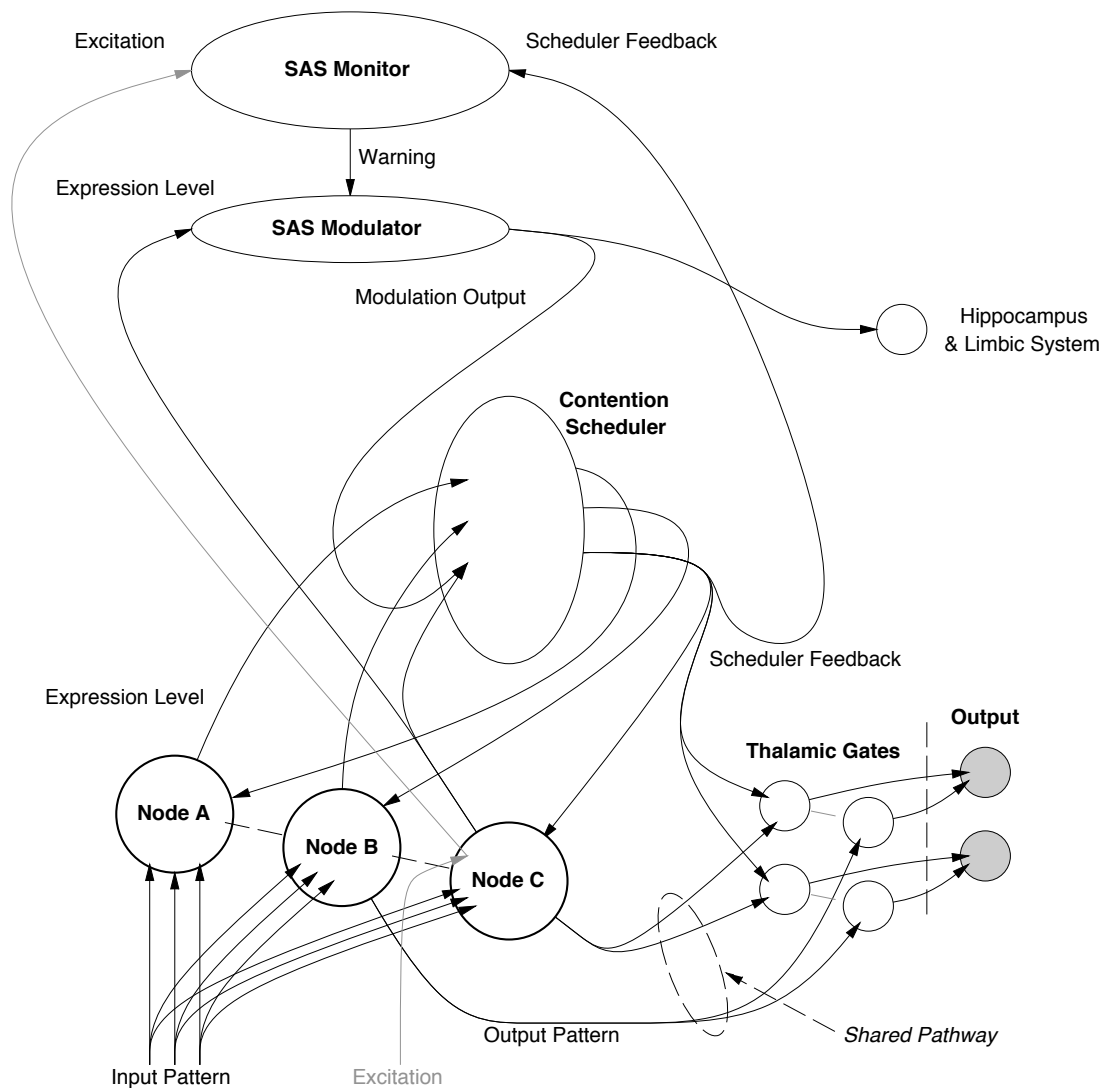 Excitation
SAS Monitor
Scheduler Feedback
Warning
Expression Level
SAS Modulator
Modulation Output
Hippocampus
& Limbic System
Contention
Scheduler
Scheduler Feedback
Expression Level
Output
Thalamic Gates
Node A
Node B
Node C
Output Pattern
Shared Pathway
Input Pattern
Excitation